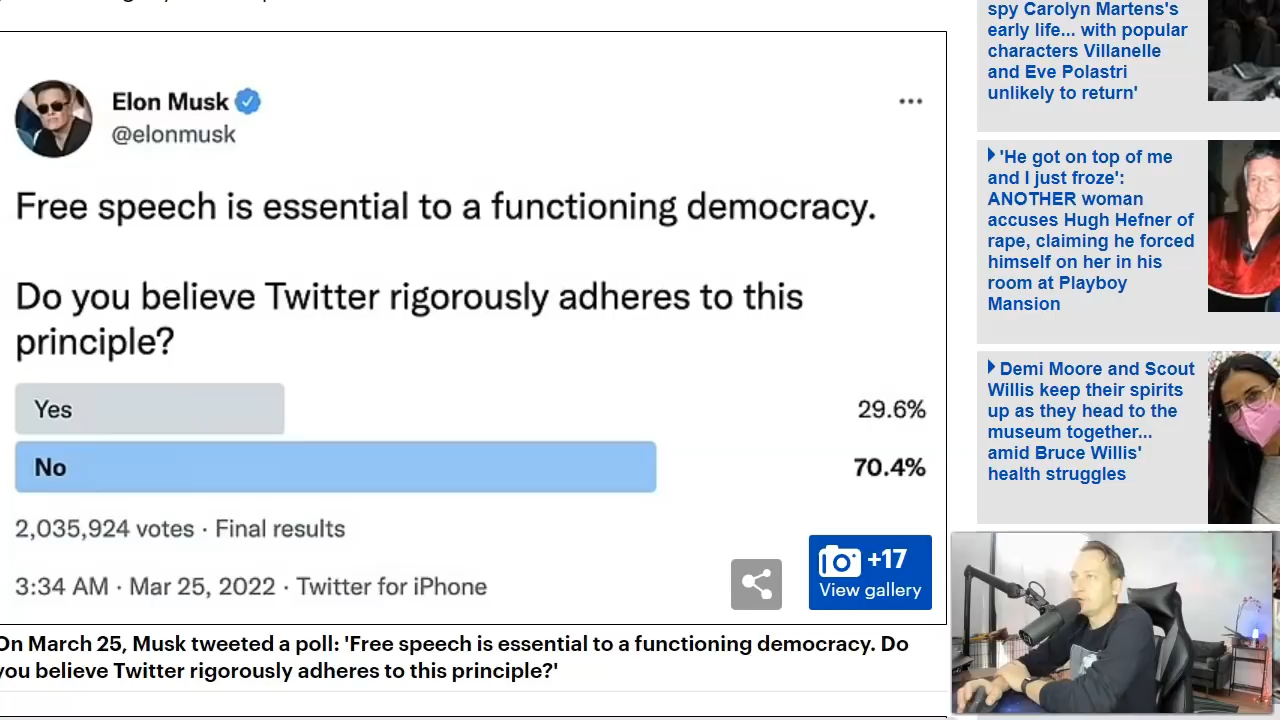 Elon Musk
@elonmusk
Free speech is essential to a functioning democracy.
Do you believe Twitter rigorously adheres to this
principle?
Yes 29.6%
No 70.4%
2,035,924 votes · Final results
3:34 AM · Mar 25, 2022 · Twitter for iPhone
+17
View gallery
On March 25, Musk tweeted a poll: 'Free speech is essential to a functioning democracy. Do
you believe Twitter rigorously adheres to this principle?'
spy Carolyn Martens's
early life... with popular
characters Villanelle
and Eve Polastri
unlikely to return'
'He got on top of me
and I just froze':
ANOTHER woman
accuses Hugh Hefner of
rape, claiming he forced
himself on her in his
room at Playboy
Mansion
Demi Moore and Scout
Willis keep their spirits
up as they head to the
museum together...
amid Bruce Willis'
health struggles